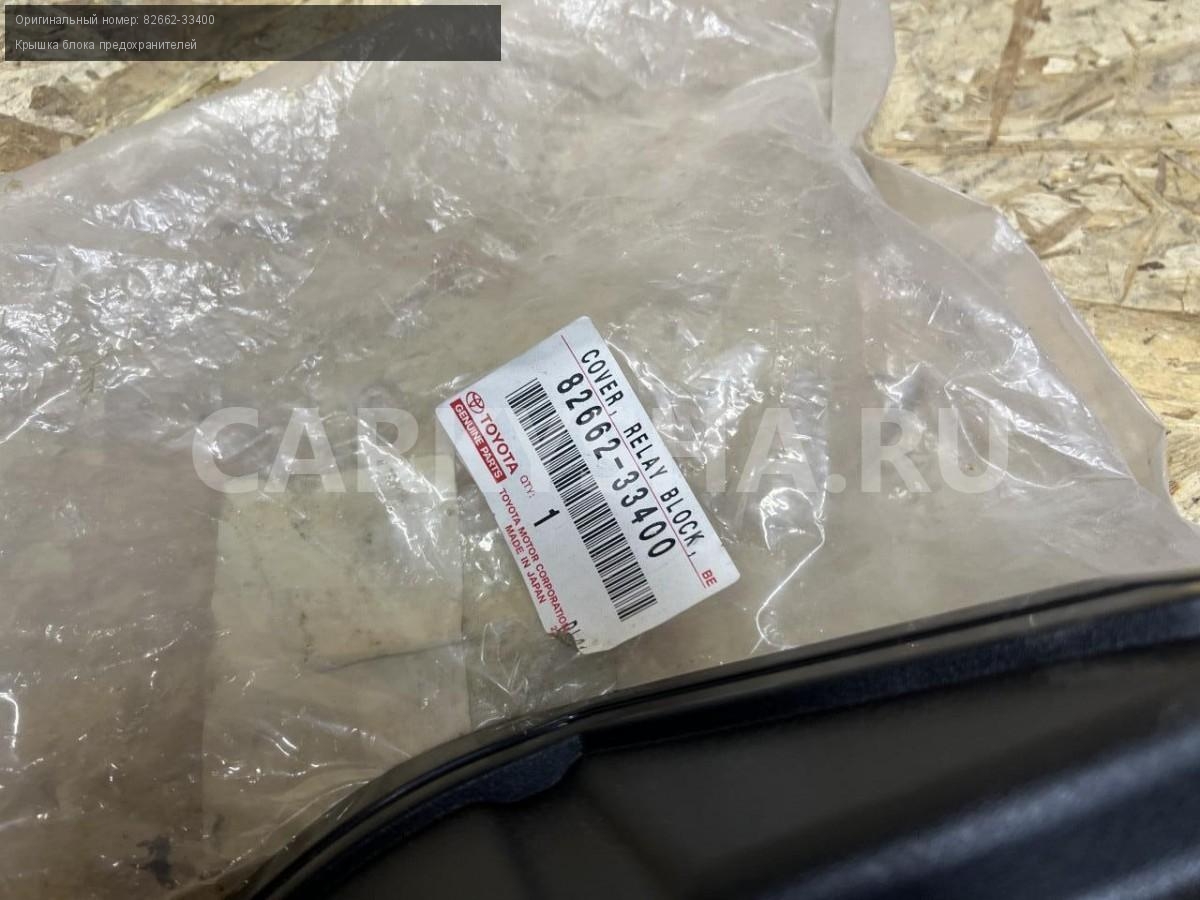 Оригинальный номер: 82662-33400
Крышка блока предохранителей
COVER, RELAY BLOCK,
BE
82662-33400
TOYOTA
GENUINE PARTS
QTY:
1
TOYOTA MOTOR CORPORATION
MADE IN JAPAN